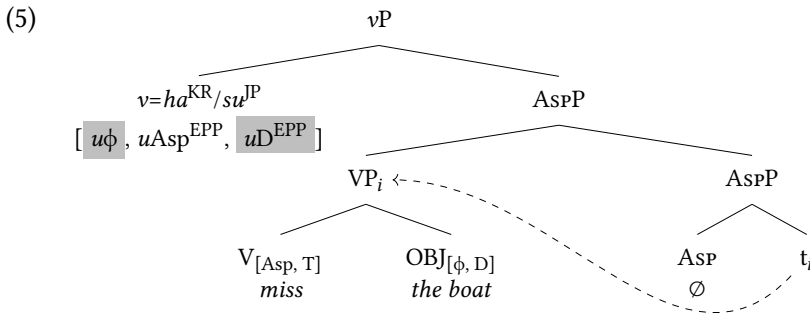 (5) vP
v=ha^KR/su^JP AspP
[ uϕ , uAsp^EPP, uD^EPP ]
VP_i AspP
V_[Asp, T] OBJ_[ϕ, D] Asp t_i
miss the boat ∅